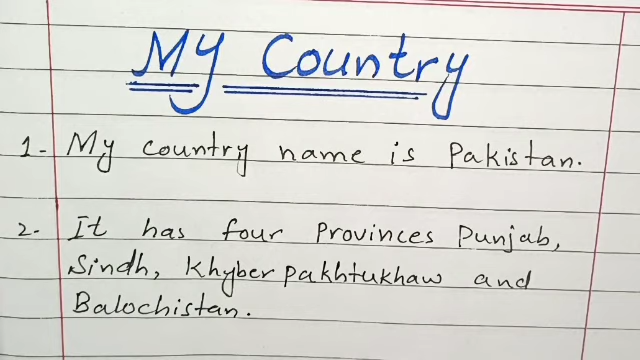 My Country
1- My country name is Pakistan.
2- It has four Provinces Punjab,
Sindh, Khyber pakhtukhaw and
Balochistan.